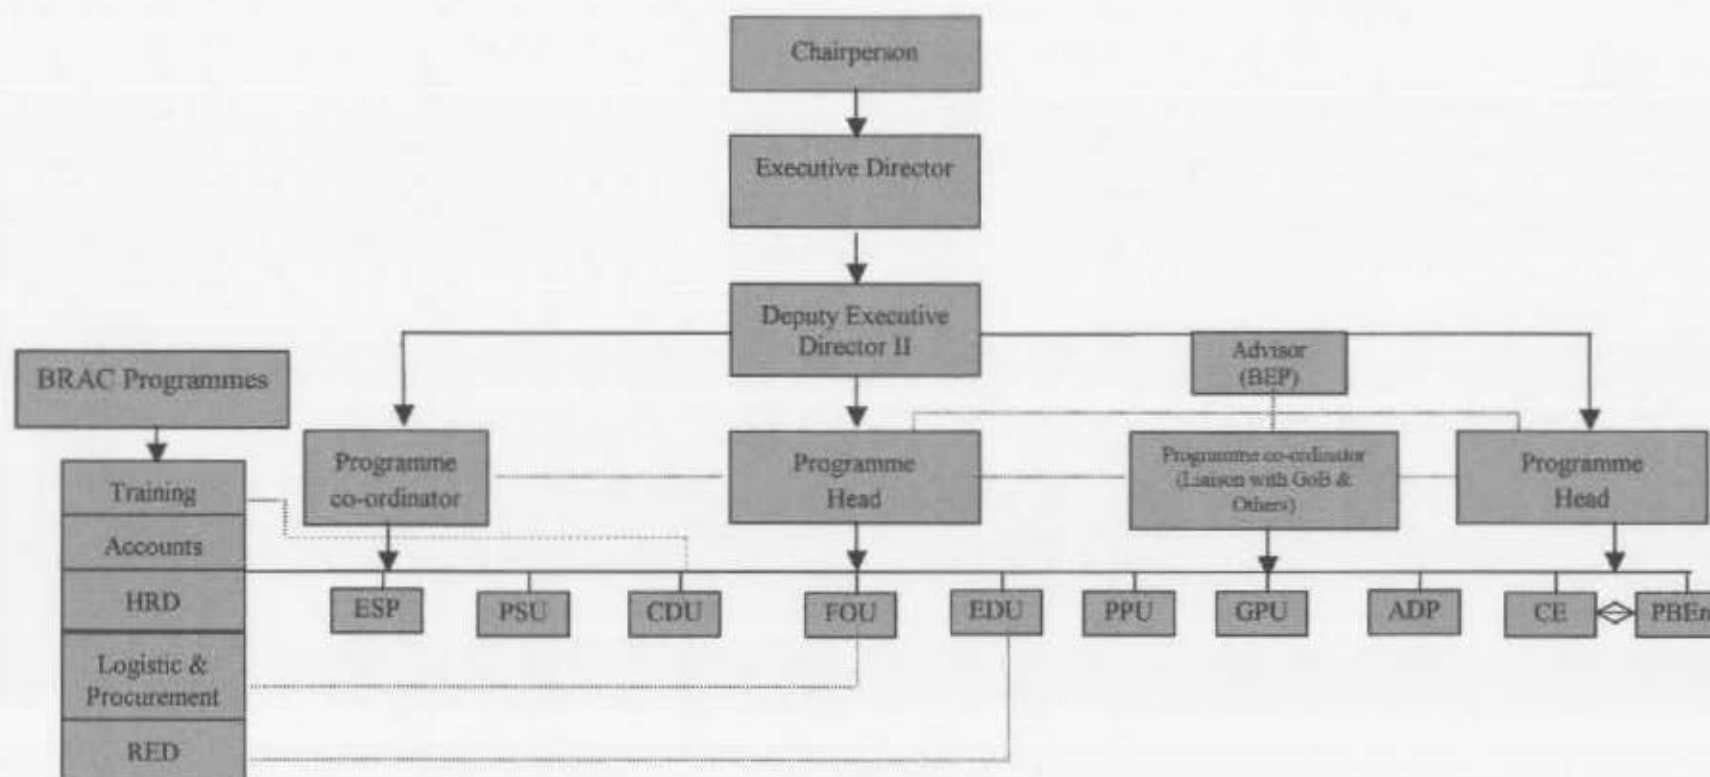 Chairperson
Executive Director
Deputy Executive
Director II
Advisor
(BEP)
BRAC Programmes
Programme
co-ordinator
Programme
Head
Programme co-ordinator
(Liaison with GoB &
Others)
Programme
Head
Training
Accounts
HRD
Logistic &
Procurement
RED
ESP
PSU
CDU
FOU
EDU
PPU
GPU
ADP
CE
PBEn